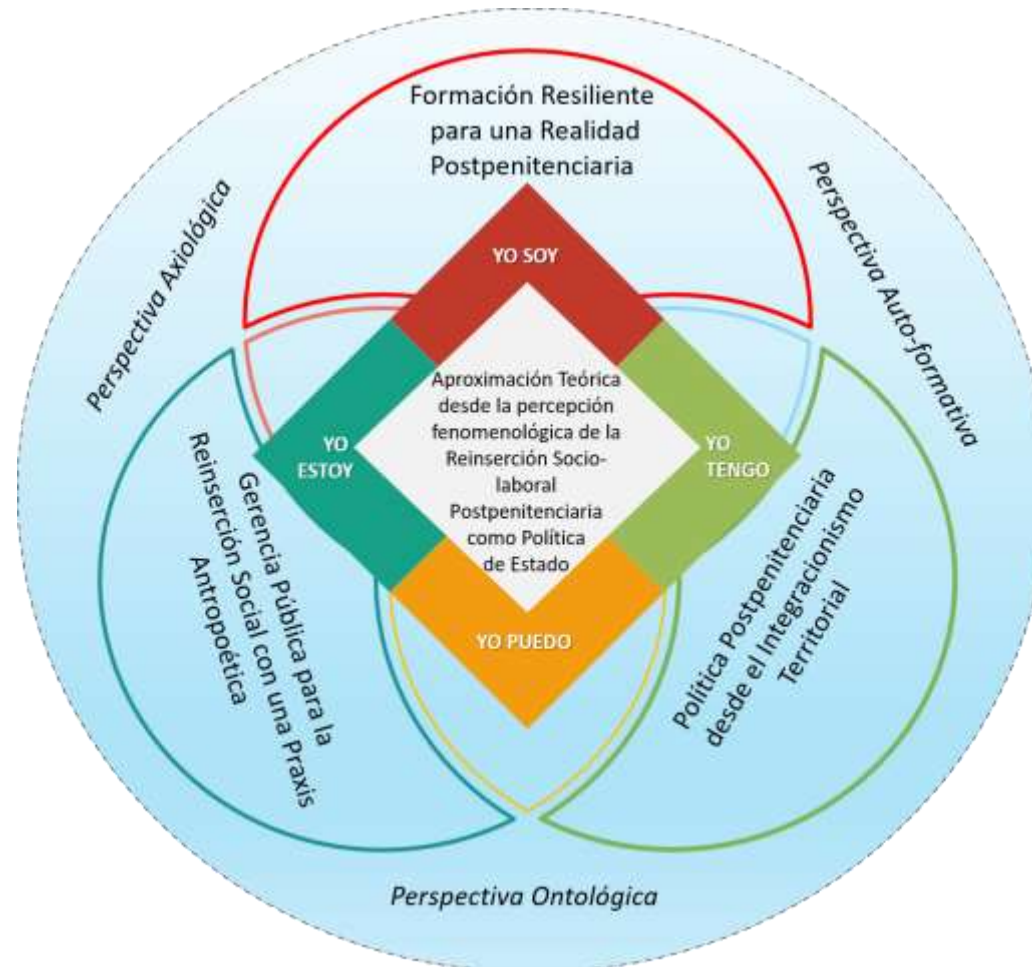 Formación Resiliente
para una Realidad
Postpenitenciaria
Perspectiva Axiológica
Perspectiva Auto-formativa
YO SOY
Aproximación Teórica
desde la percepción
fenomenológica de la
Reinserción Socio-
laboral
Postpenitenciaria
como Política
de Estado
YO
ESTOY
YO
TENGO
Gerencia Pública para la
Reinserción Social con una Praxis
Antropoética
Política Postpenitenciaria
desde el Integracionismo
Territorial
YO PUEDO
Perspectiva Ontológica